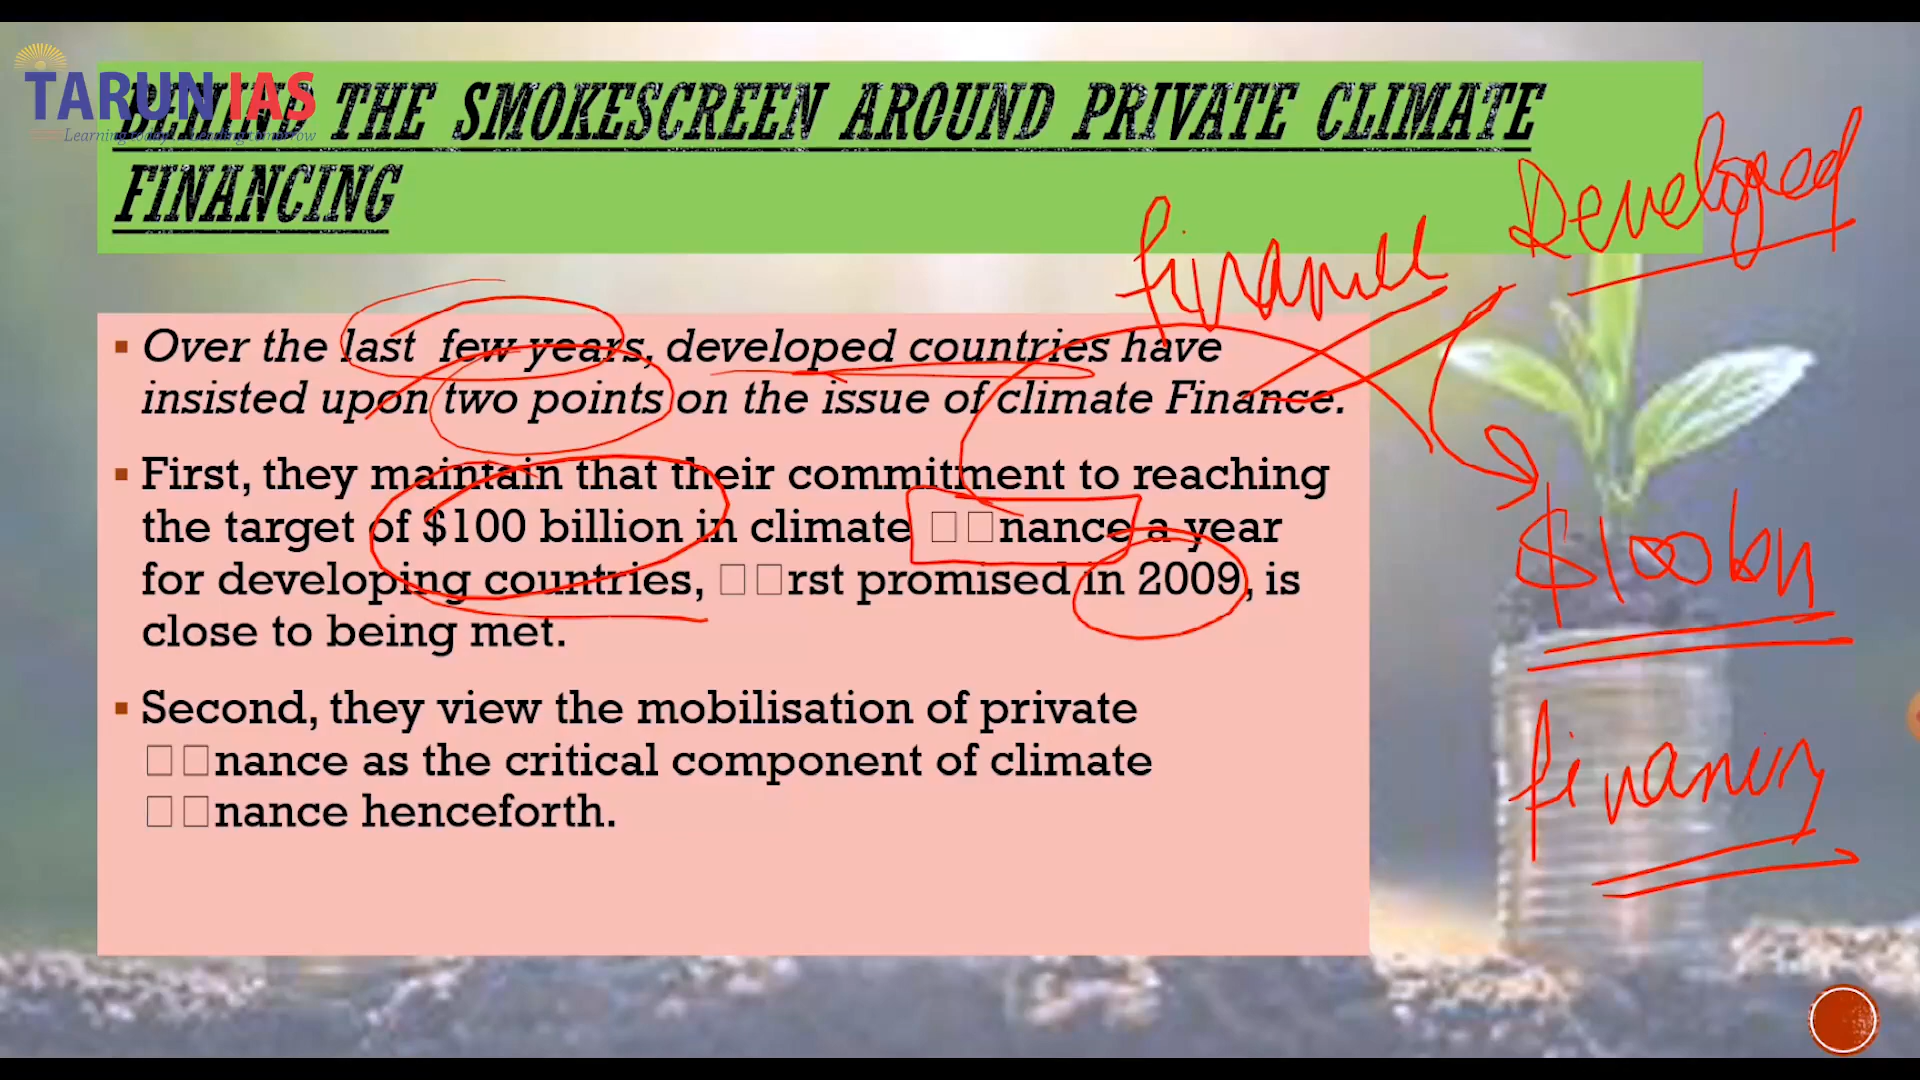 TARUN IAS
BEHIND THE SMOKESCREEN AROUND PRIVATE CLIMATE
FINANCING
Learning today... Leading tomorrow
Developed
finance
▪ Over the last few years, developed countries have
insisted upon two points on the issue of climate Finance.
▪ First, they maintain that their commitment to reaching
the target of $100 billion in climate □□nance a year
for developing countries, □□rst promised in 2009, is
close to being met.
$100 bn
▪ Second, they view the mobilisation of private
□□nance as the critical component of climate
□□nance henceforth.
financing